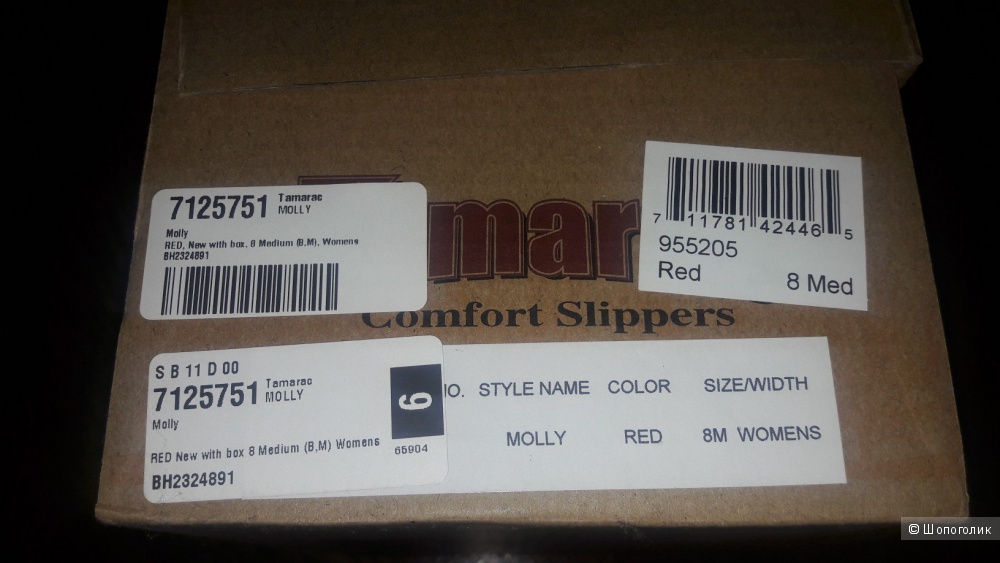 7125751 Tamarac
MOLLY
Molly
RED, New with box, 8 Medium (B,M), Womens
BH2324891
7 11781 42446 5
955205
Red 8 Med
Comfort Slippers
S B 11 D 00
7125751 Tamarac
MOLLY
Molly
RED New with box 8 Medium (B,M) Womens
BH2324891
6
65904
STYLE NAME COLOR SIZE/WIDTH
MOLLY RED 8M WOMENS
© Шопоголик